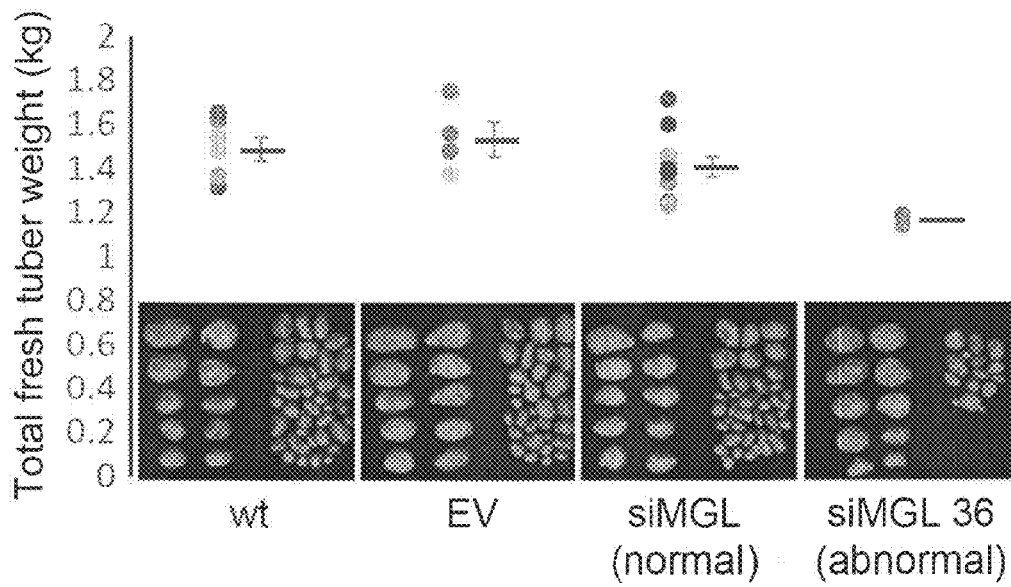 Total fresh tuber weight (kg)
2
1.8
1.6
1.4
1.2
1
0.8
0.6
0.4
0.2
0
wt
EV
siMGL
(normal)
siMGL 36
(abnormal)